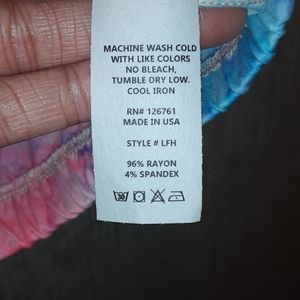 MACHINE WASH COLD
WITH LIKE COLORS
NO BLEACH,
TUMBLE DRY LOW.
COOL IRON
RN# 126761
MADE IN USA
STYLE # LFH
96% RAYON
4% SPANDEX